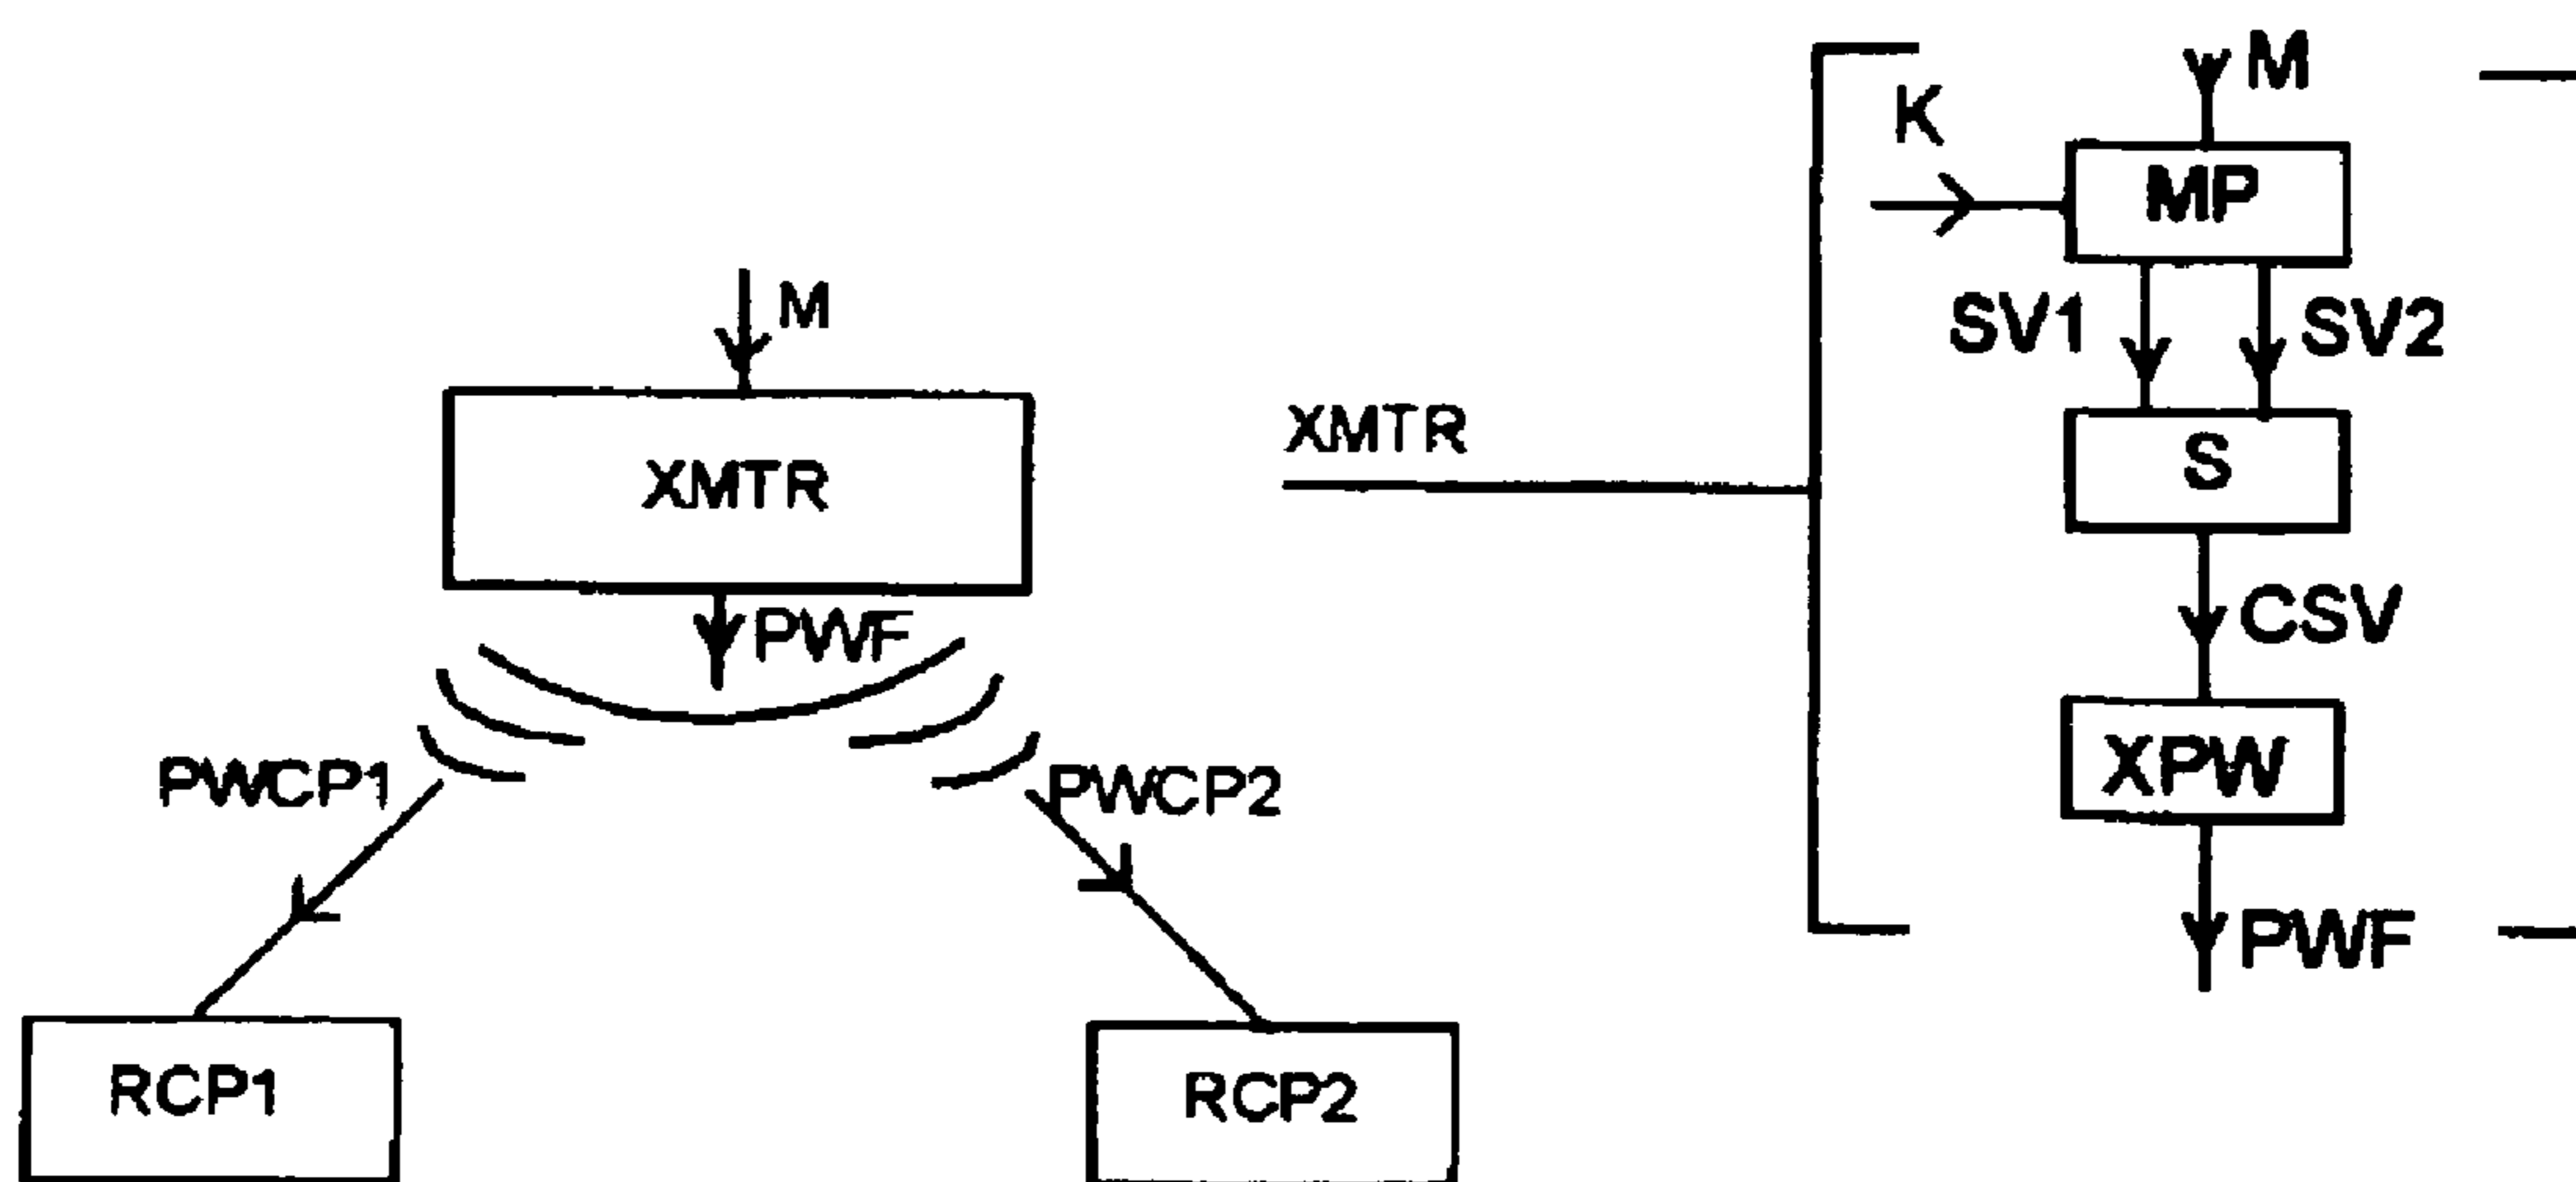 M
XMTR
PWF
PWCP1
PWCP2
RCP1
RCP2
XMTR
M
K
MP
SV1
SV2
S
CSV
XPW
PWF